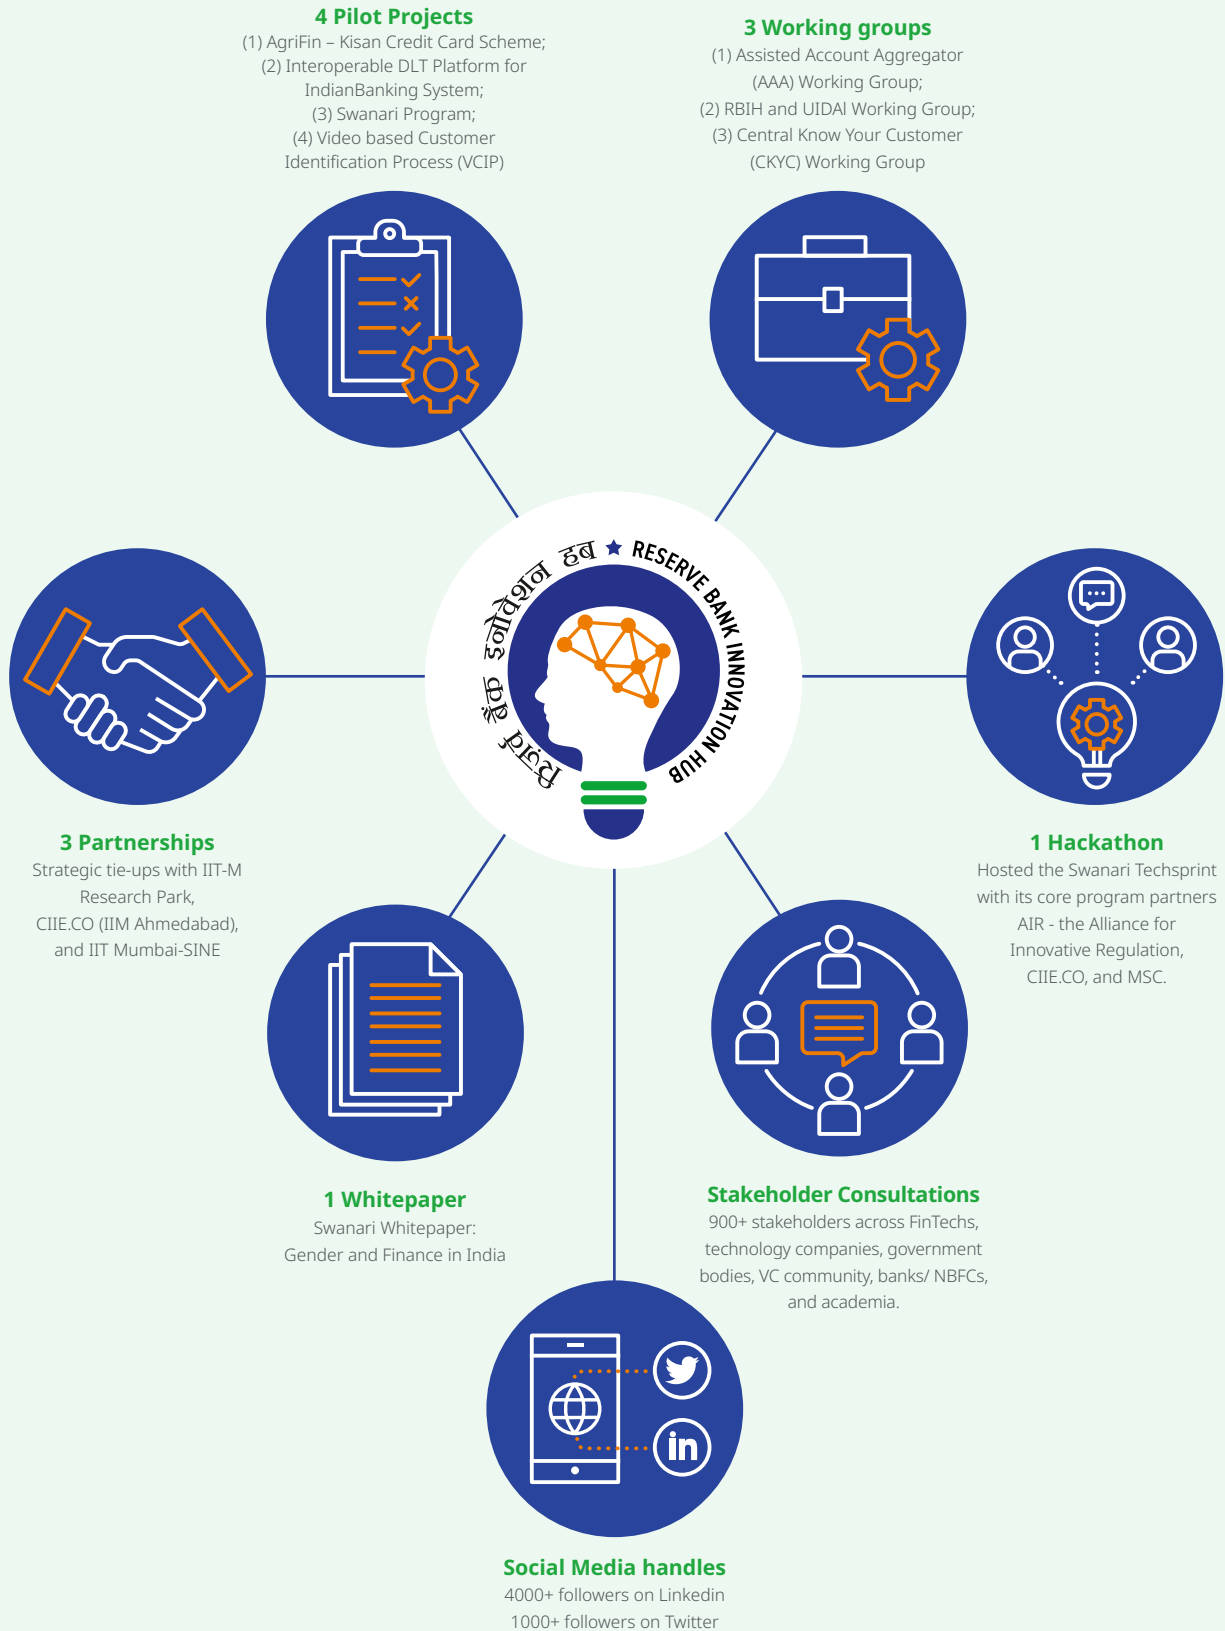 4 Pilot Projects
(1) AgriFin – Kisan Credit Card Scheme;
(2) Interoperable DLT Platform for
IndianBanking System;
(3) Swanari Program;
(4) Video based Customer
Identification Process (VCIP)
3 Working groups
(1) Assisted Account Aggregator
(AAA) Working Group;
(2) RBIH and UIDAI Working Group;
(3) Central Know Your Customer
(CKYC) Working Group
रिज़र्व बैंक इनोवेशन हब
RESERVE BANK INNOVATION HUB
3 Partnerships
Strategic tie-ups with IIT-M
Research Park,
CIIE.CO (IIM Ahmedabad),
and IIT Mumbai-SINE
1 Hackathon
Hosted the Swanari Techsprint
with its core program partners
AIR - the Alliance for
Innovative Regulation,
CIIE.CO, and MSC.
1 Whitepaper
Swanari Whitepaper:
Gender and Finance in India
Stakeholder Consultations
900+ stakeholders across FinTechs,
technology companies, government
bodies, VC community, banks/ NBFCs,
and academia.
in
Social Media handles
4000+ followers on Linkedin
1000+ followers on Twitter